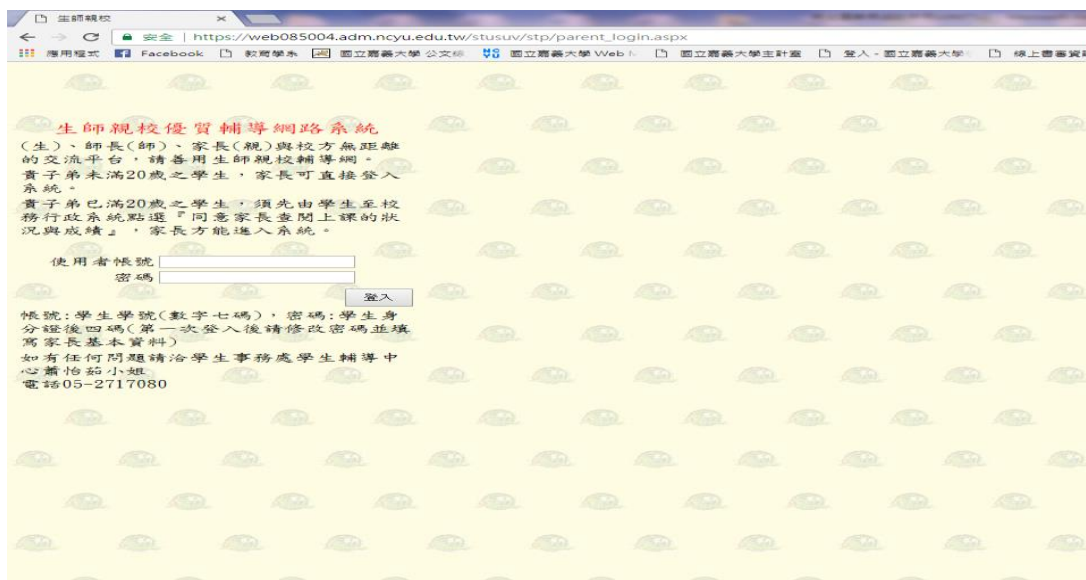 生師親校
安全 | https://web085004.adm.ncyu.edu.tw/stusuv/stp/parent_login.aspx
應用程式 Facebook 教育學系 國立嘉義大學 公文綜 國立嘉義大學 Web 國立嘉義大學主計室 登入 - 國立嘉義大學 線上書審資
生師親校優質輔導網路系統
(生)、師長(師)、家長(親)與校方無距離
的交流平台，請善用生師親校輔導網。
貴子弟未滿20歲之學生，家長可直接登入
系統。
貴子弟已滿20歲之學生，須先由學生至校
務行政系統點選『同意家長查閱上課的狀
況與成績』，家長方能進入系統。
使用者帳號
密碼
登入
帳號:學生學號(數字七碼)，密碼:學生身
分證後四碼(第一次登入後請修改密碼並填
寫家長基本資料)
如有任何問題請洽學生事務處學生輔導中
心蕭怡茹小姐
電話05-2717080